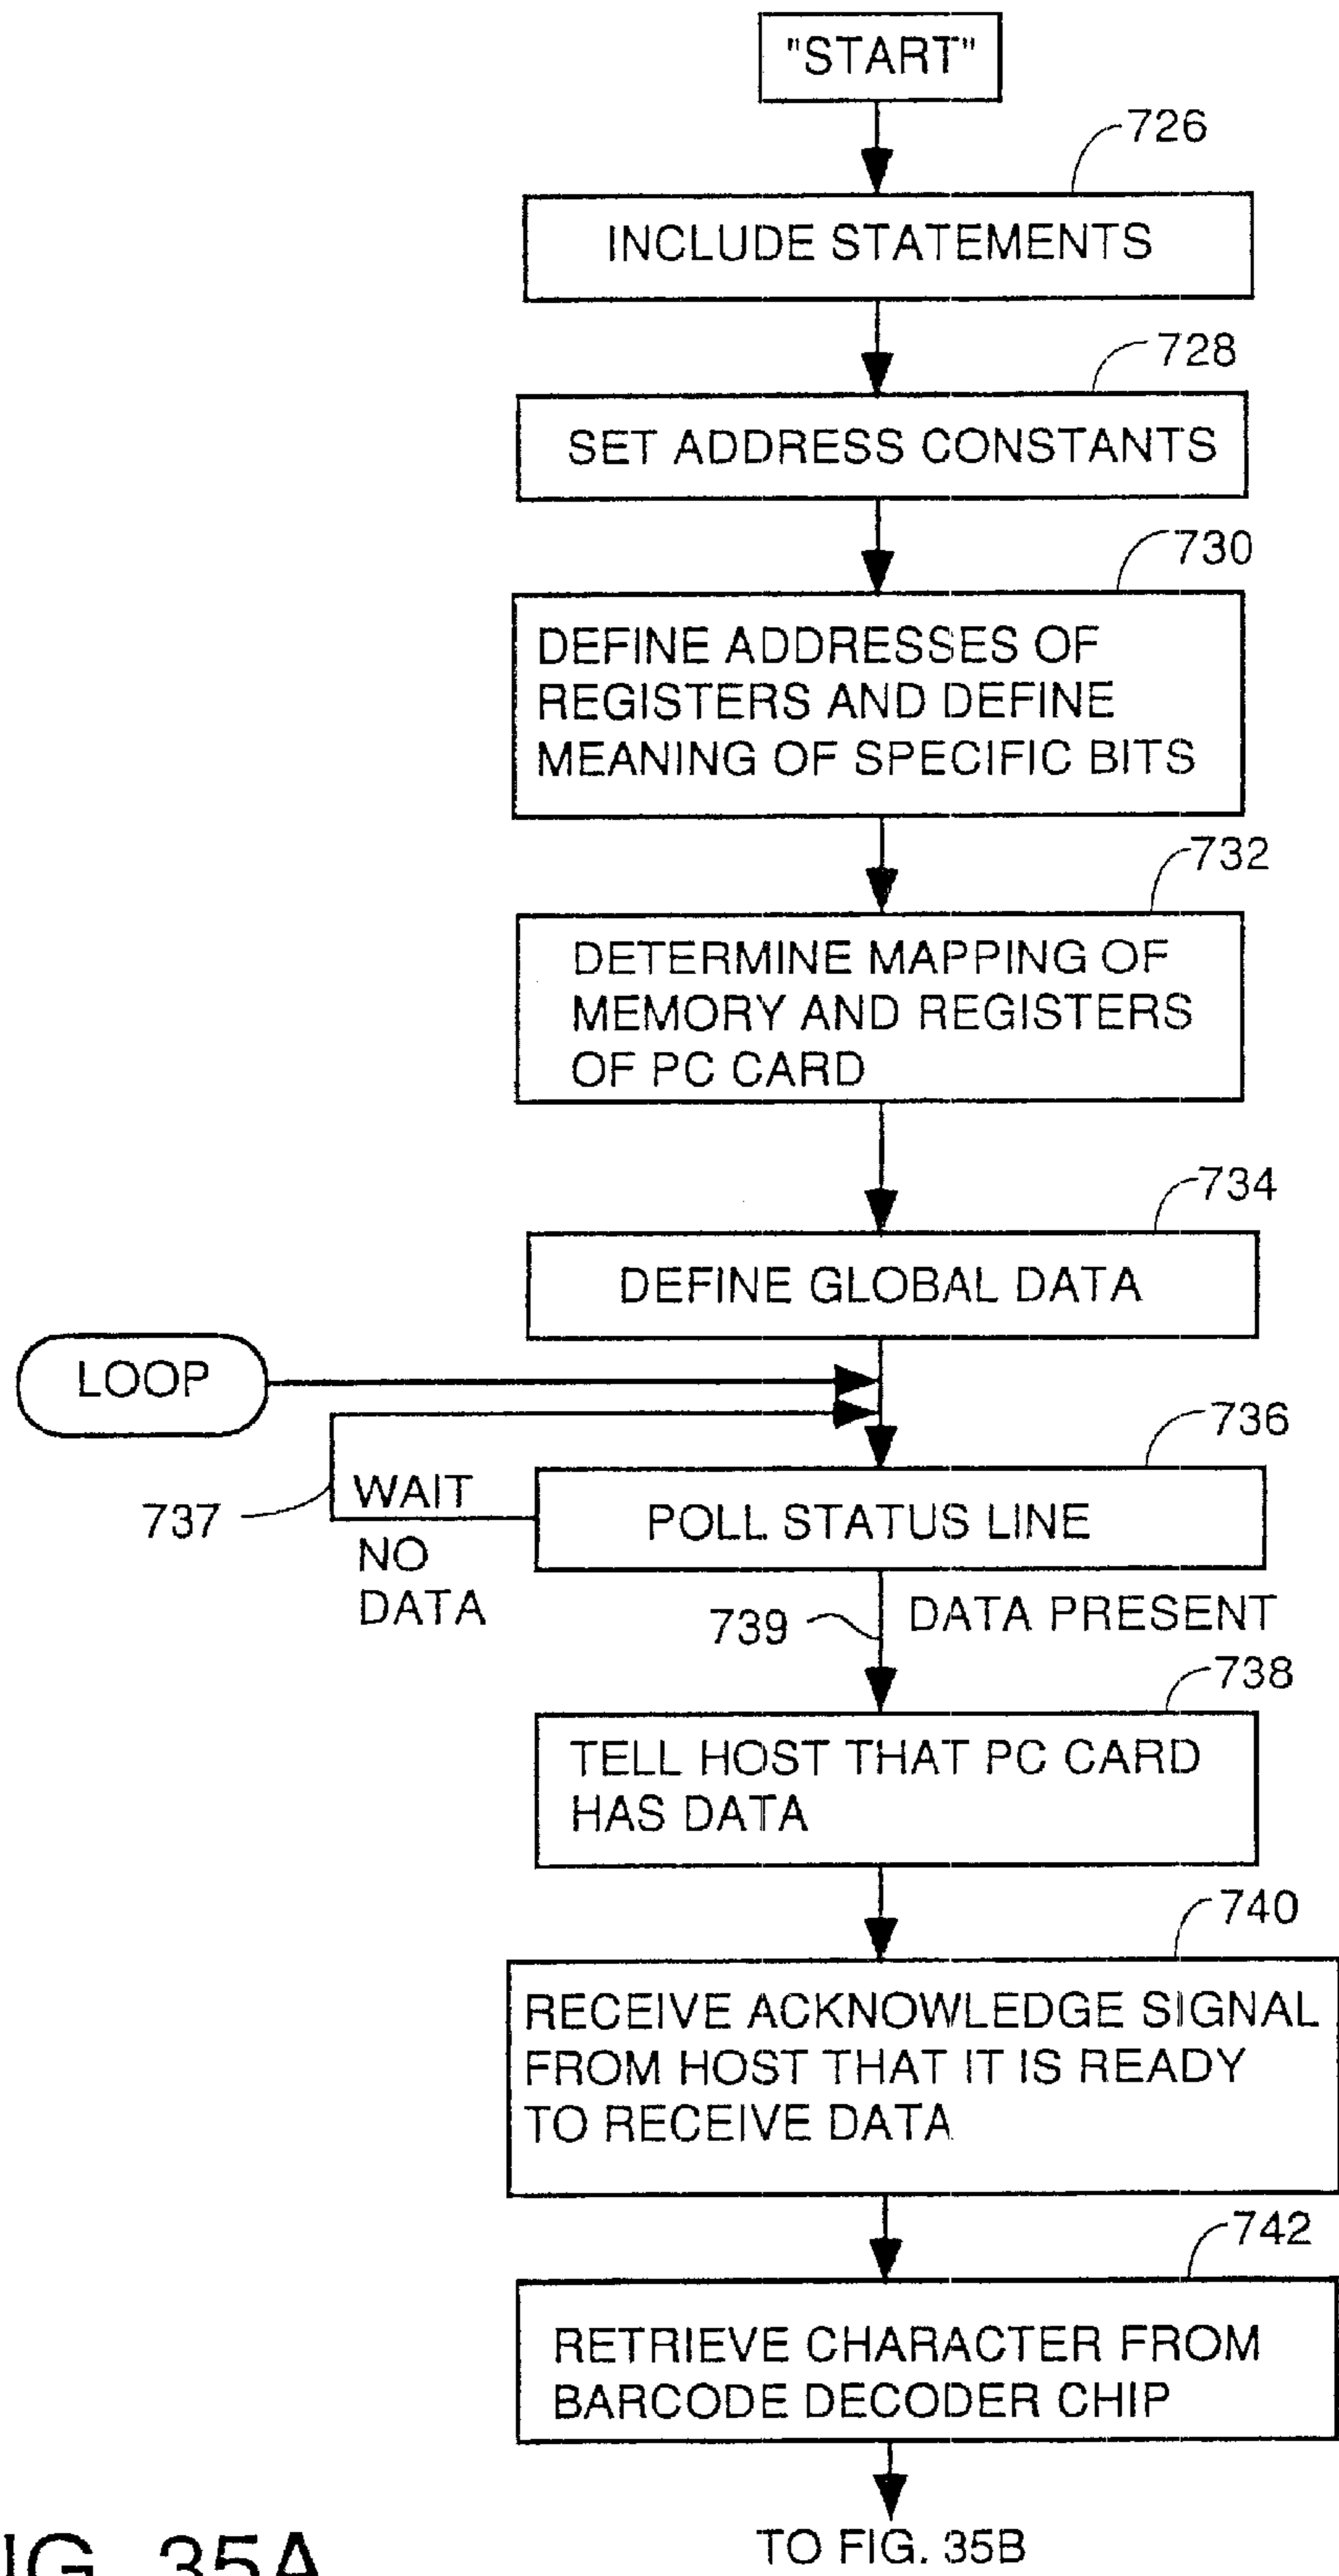 "START"
726
INCLUDE STATEMENTS
728
SET ADDRESS CONSTANTS
730
DEFINE ADDRESSES OF
REGISTERS AND DEFINE
MEANING OF SPECIFIC BITS
732
DETERMINE MAPPING OF
MEMORY AND REGISTERS
OF PC CARD
734
DEFINE GLOBAL DATA
LOOP
736
WAIT
737
POLL STATUS LINE
NO
DATA
739
DATA PRESENT
738
TELL HOST THAT PC CARD
HAS DATA
740
RECEIVE ACKNOWLEDGE SIGNAL
FROM HOST THAT IT IS READY
TO RECEIVE DATA
742
RETRIEVE CHARACTER FROM
BARCODE DECODER CHIP
TO FIG. 35B
IG. 35A